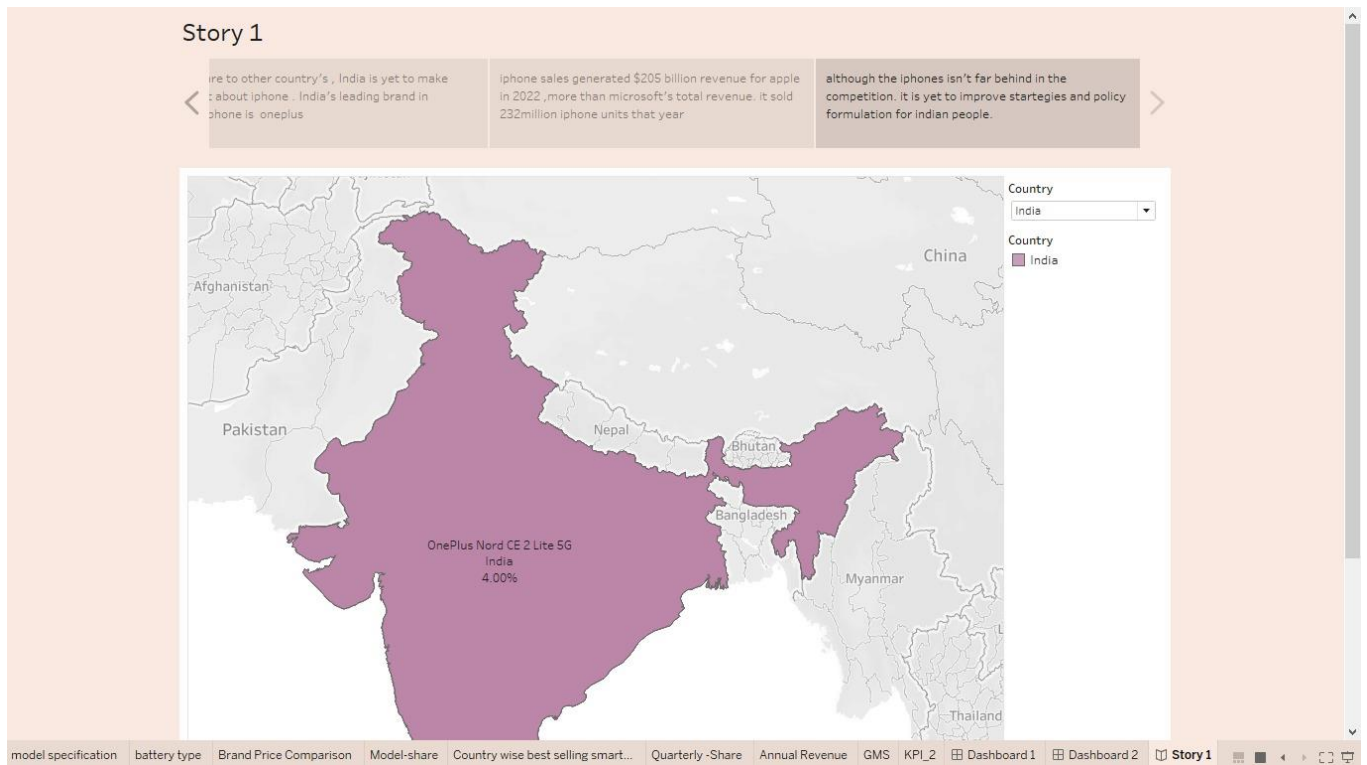 Story 1
re to other country's , India is yet to make
about iphone . India's leading brand in
phone is oneplus
iphone sales generated $205 billion revenue for apple
in 2022 ,more than microsoft's total revenue. it sold
232million iphone units that year
although the iphones isn't far behind in the
competition. it is yet to improve startegies and policy
formulation for indian people.
Country
India
Country
India
China
Afghanistan
Pakistan
Nepal
Bhutan
Bangladesh
OnePlus Nord CE 2 Lite 5G
India
4.00%
Myanmar
Thailand
model specification
battery type
Brand Price Comparison
Model-share
Country wise best selling smart...
Quarterly -Share
Annual Revenue
GMS
KPI_2
Dashboard 1
Dashboard 2
Story 1